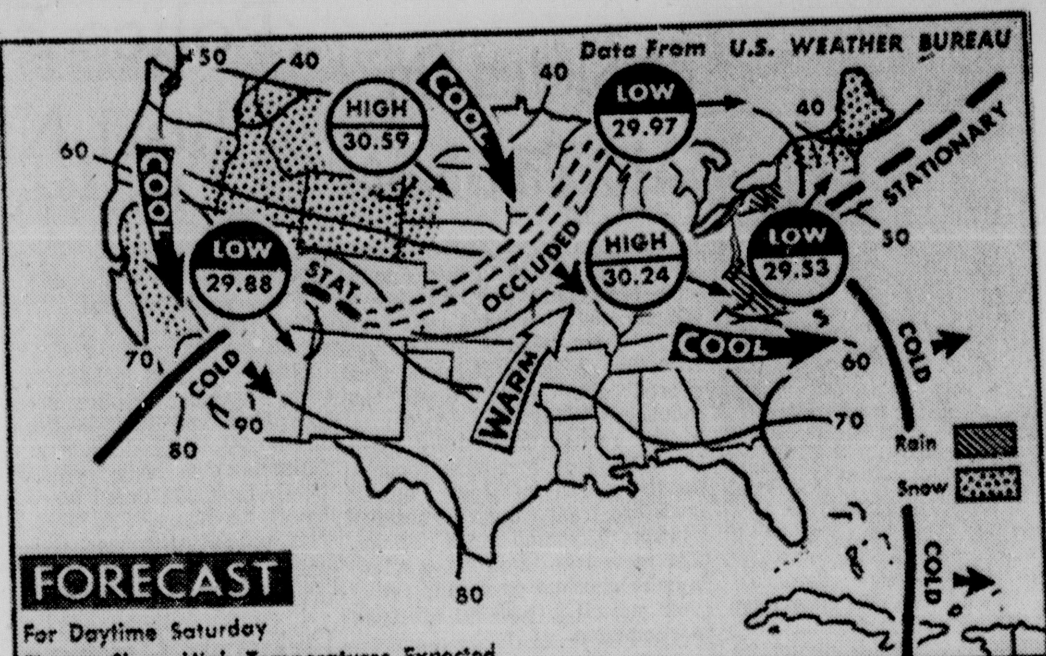 Data From U.S. WEATHER BUREAU
50
40
HIGH
30.59
COOL
40
LOW
29.97
40
STATIONARY
60
COOL
LOW
29.88
STAT.
OCCLUDED
HIGH
30.24
LOW
29.53
50
70
COLD
90
80
WARM
COOL
60
COLD
70
Rain
Snow
COLD
80
FORECAST
For Daytime Saturday
Temperatures Expected